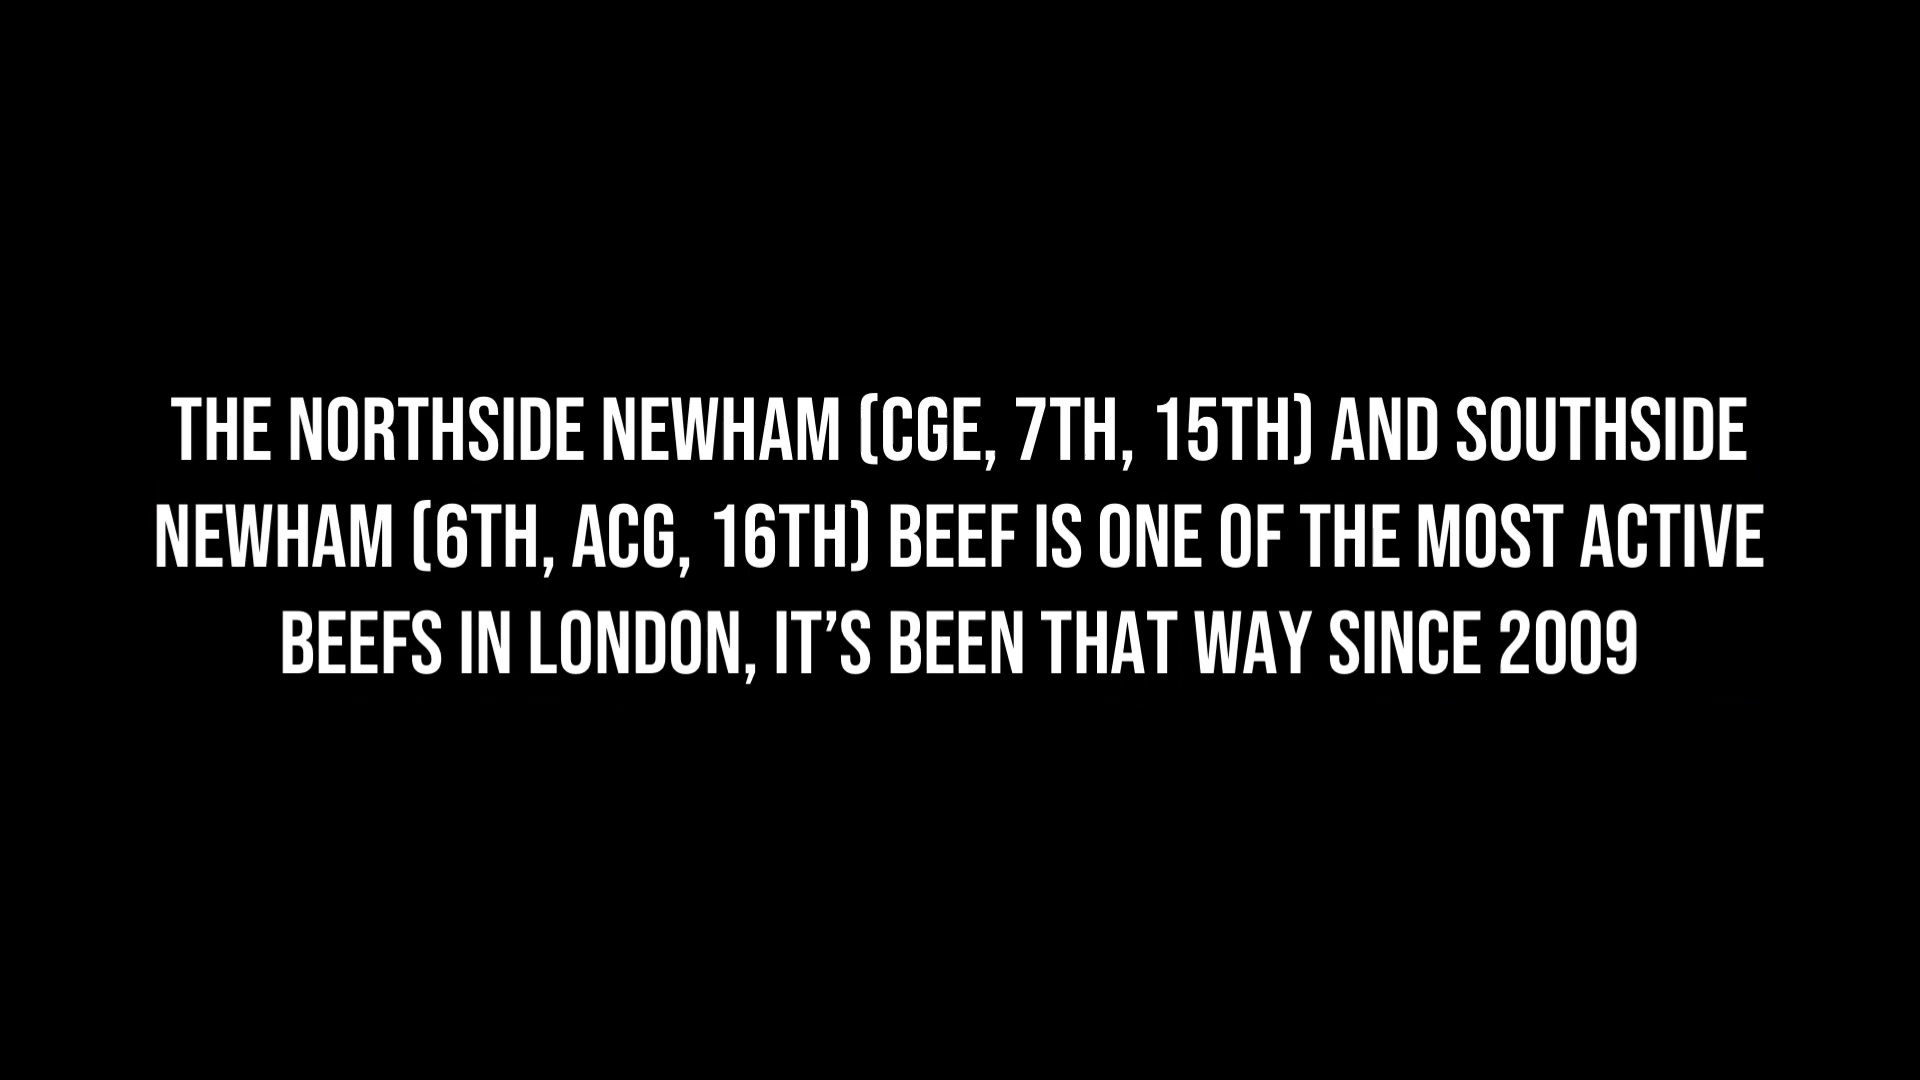 THE NORTHSIDE NEWHAM (CGE, 7TH, 15TH) AND SOUTHSIDE
NEWHAM (6TH, ACG, 16TH) BEEF IS ONE OF THE MOST ACTIVE
BEEFS IN LONDON, IT’S BEEN THAT WAY SINCE 2009